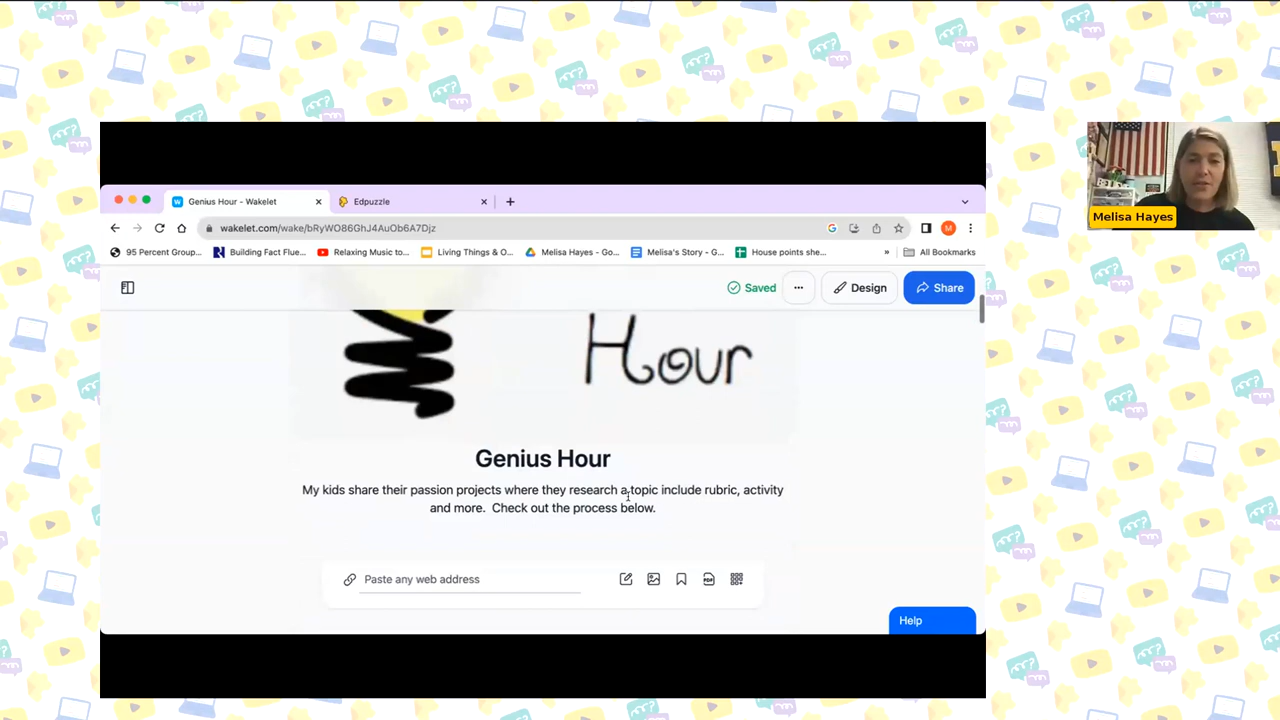 Genius Hour - Wakelet
Edpuzzle
wakelet.com/wake/bRyWO86GhJ4AuOb6A7Djz
M
95 Percent Group...
Building Fact Flue...
Relaxing Music to...
Living Things & O...
Melisa Hayes - Go...
Melisa's Story - G...
House points she...
»
All Bookmarks
Saved
Design
Share
Hour
Genius Hour
My kids share their passion projects where they research a topic include rubric, activity
and more. Check out the process below.
Paste any web address
Help
Melisa Hayes